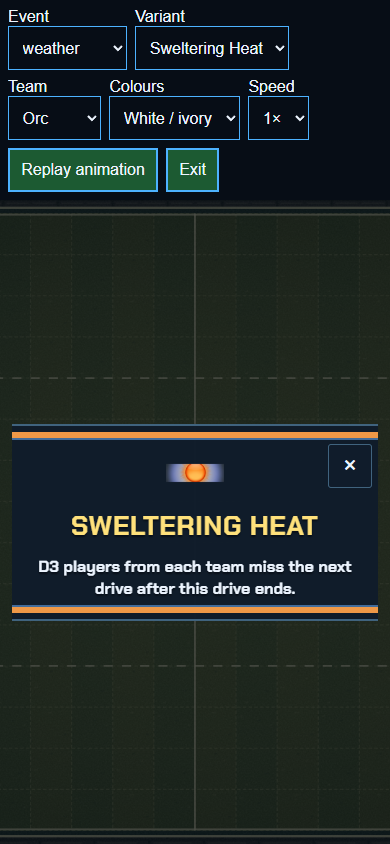 Event Variant
weather Sweltering Heat
Team Colours Speed
Orc White / ivory 1×
Replay animation Exit
×
SWELTERING HEAT
D3 players from each team miss the next
drive after this drive ends.